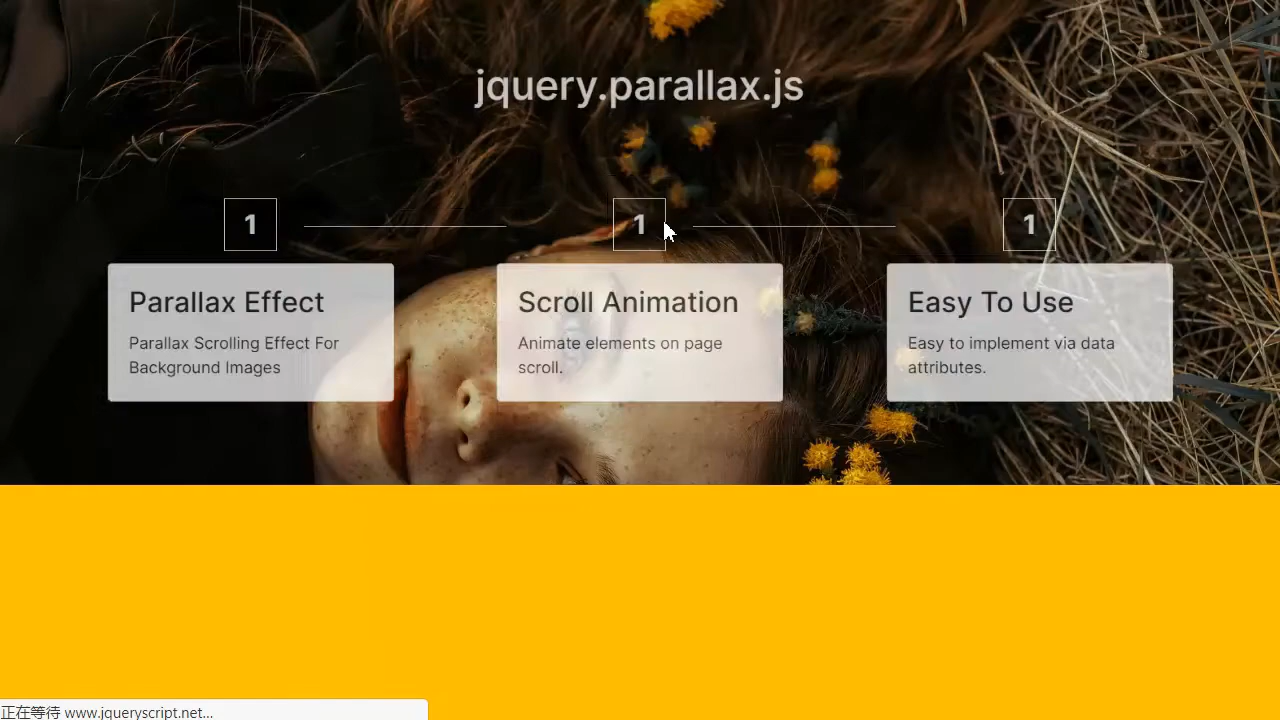 jquery.parallax.js
1
1
1
Parallax Effect
Parallax Scrolling Effect For
Background Images
Scroll Animation
Animate elements on page
scroll.
Easy To Use
Easy to implement via data
attributes.
正在等待 www.jqueryscript.net...